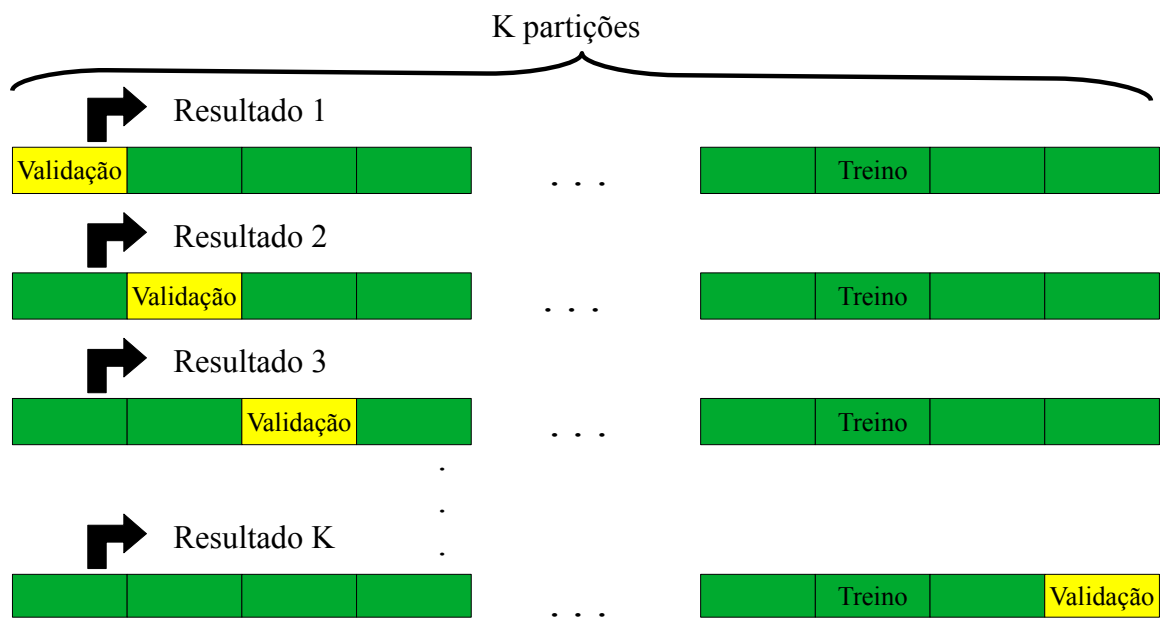 K partições
Resultado 1
Validação . . . Treino
Resultado 2
Validação . . . Treino
Resultado 3
Validação . . . Treino
.
.
Resultado K .
. . . Treino Validação